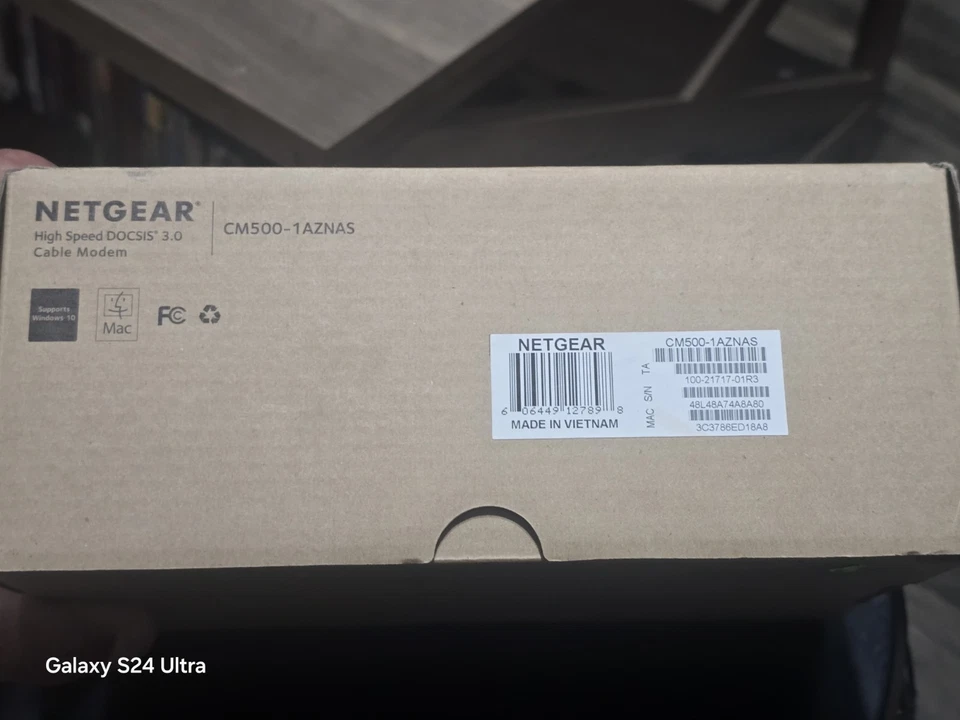 NETGEAR®
High Speed DOCSIS® 3.0
Cable Modem
CM500-1AZNAS
Supports
Windows 10
Mac
FC
NETGEAR
6 06449 12789 8
MADE IN VIETNAM
CM500-1AZNAS
TA
100-21717-01R3
S/N
48L48A74A8A80
MAC
3C3786ED18A8
Galaxy S24 Ultra